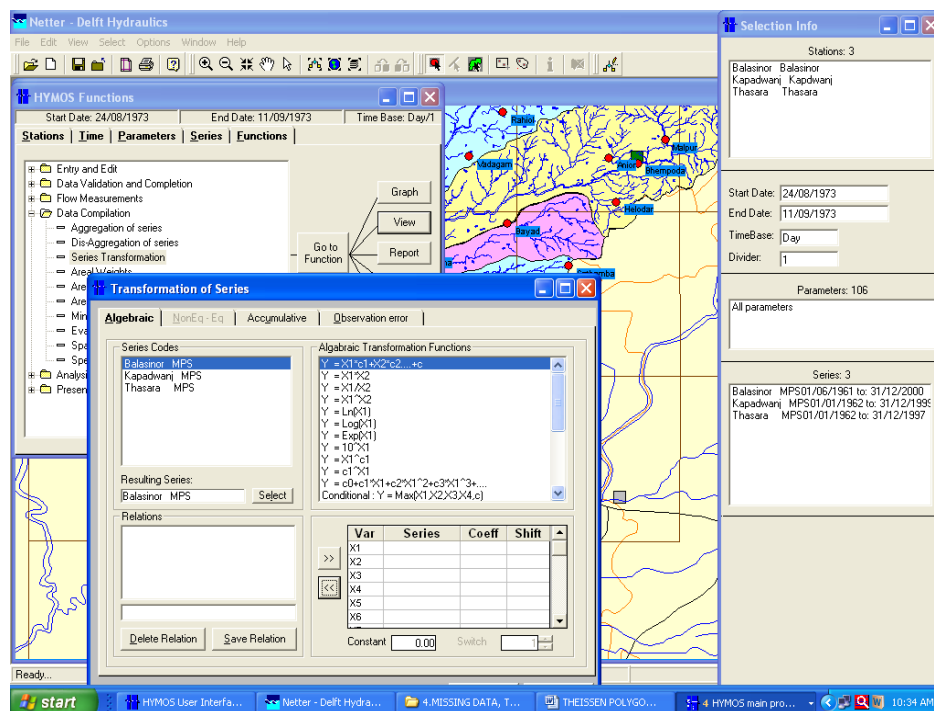 Netter - Delft Hydraulics
File Edit View Select Options Window Help
HYMOS Functions
Start Date: 24/08/1973 End Date: 11/09/1973 Time Base: Day/1
Stations Time Parameters Series Functions
Entry and Edit
Data Validation and Completion
Flow Measurements
Data Compilation
Aggregation of series
Dis-Aggregation of series
Series Transformation
Areal Weights
Are
Are
Min
Eva
Spa
Spe
Analysi
Presen
Go to Function
Graph
View
Report
Rahiol
Vadagam
Malpur
Anior
Bhempoda
Helodar
Bayad
Transformation of Series
Algebraic NonEq - Eq Accumulative Observation error
Series Codes
Balasinor MPS
Kapadwanj MPS
Thasara MPS
Resulting Series:
Balasinor MPS Select
Relations
Delete Relation Save Relation
Algabraic Transformation Functions
Y = X1*c1+X2*c2....+c
Y = X1*X2
Y = X1/X2
Y = X1^X2
Y = Ln(X1)
Y = Log(X1)
Y = Exp(X1)
Y = 10^X1
Y = X1^c1
Y = c1^X1
Y = c0+c1*X1+c2*X1^2+c3*X1^3+....
Conditional : Y = Max(X1,X2,X3,X4,c)
>>
<<
Var Series Coeff Shift
X1
X2
X3
X4
X5
X6
Constant 0.00 Switch 1
Selection Info
Stations: 3
Balasinor Balasinor
Kapadwanj Kapdwanj
Thasara Thasara
Start Date: 24/08/1973
End Date: 11/09/1973
TimeBase: Day
Divider: 1
Parameters: 106
All parameters
Series: 3
Balasinor MPS01/06/1961 to: 31/12/2000
Kapadwanj MPS01/01/1962 to: 31/12/1999
Thasara MPS01/01/1962 to: 31/12/1997
Ready...
start HYMOS User Interfa... Netter - Delft Hydra... 4.MISSING DATA, T... THEISSEN POLYGO... 4 HYMOS main pro... 10:34 AM